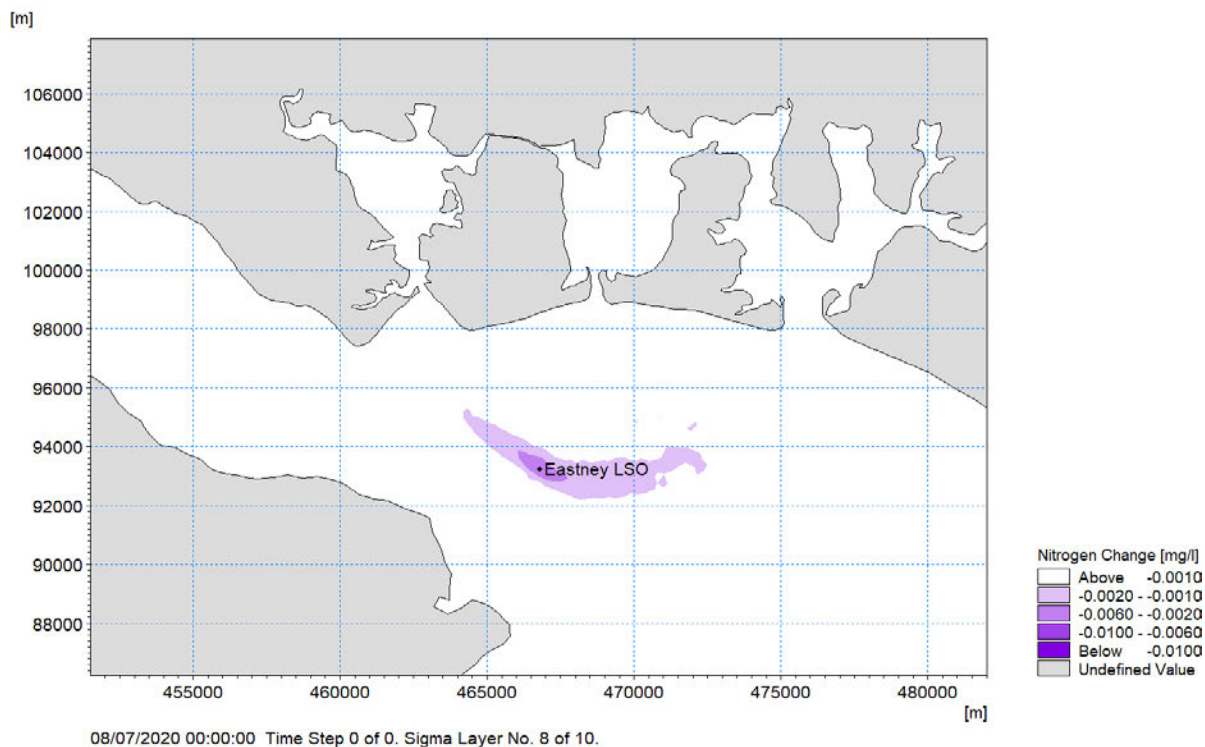 [m]
106000
104000
102000
100000
98000
96000
94000
92000
90000
88000
Eastney LSO
455000 460000 465000 470000 475000 480000
[m]
Nitrogen Change [mg/l]
Above -0.0010
-0.0020 - -0.0010
-0.0060 - -0.0020
-0.0100 - -0.0060
Below -0.0100
Undefined Value
08/07/2020 00:00:00 Time Step 0 of 0. Sigma Layer No. 8 of 10.